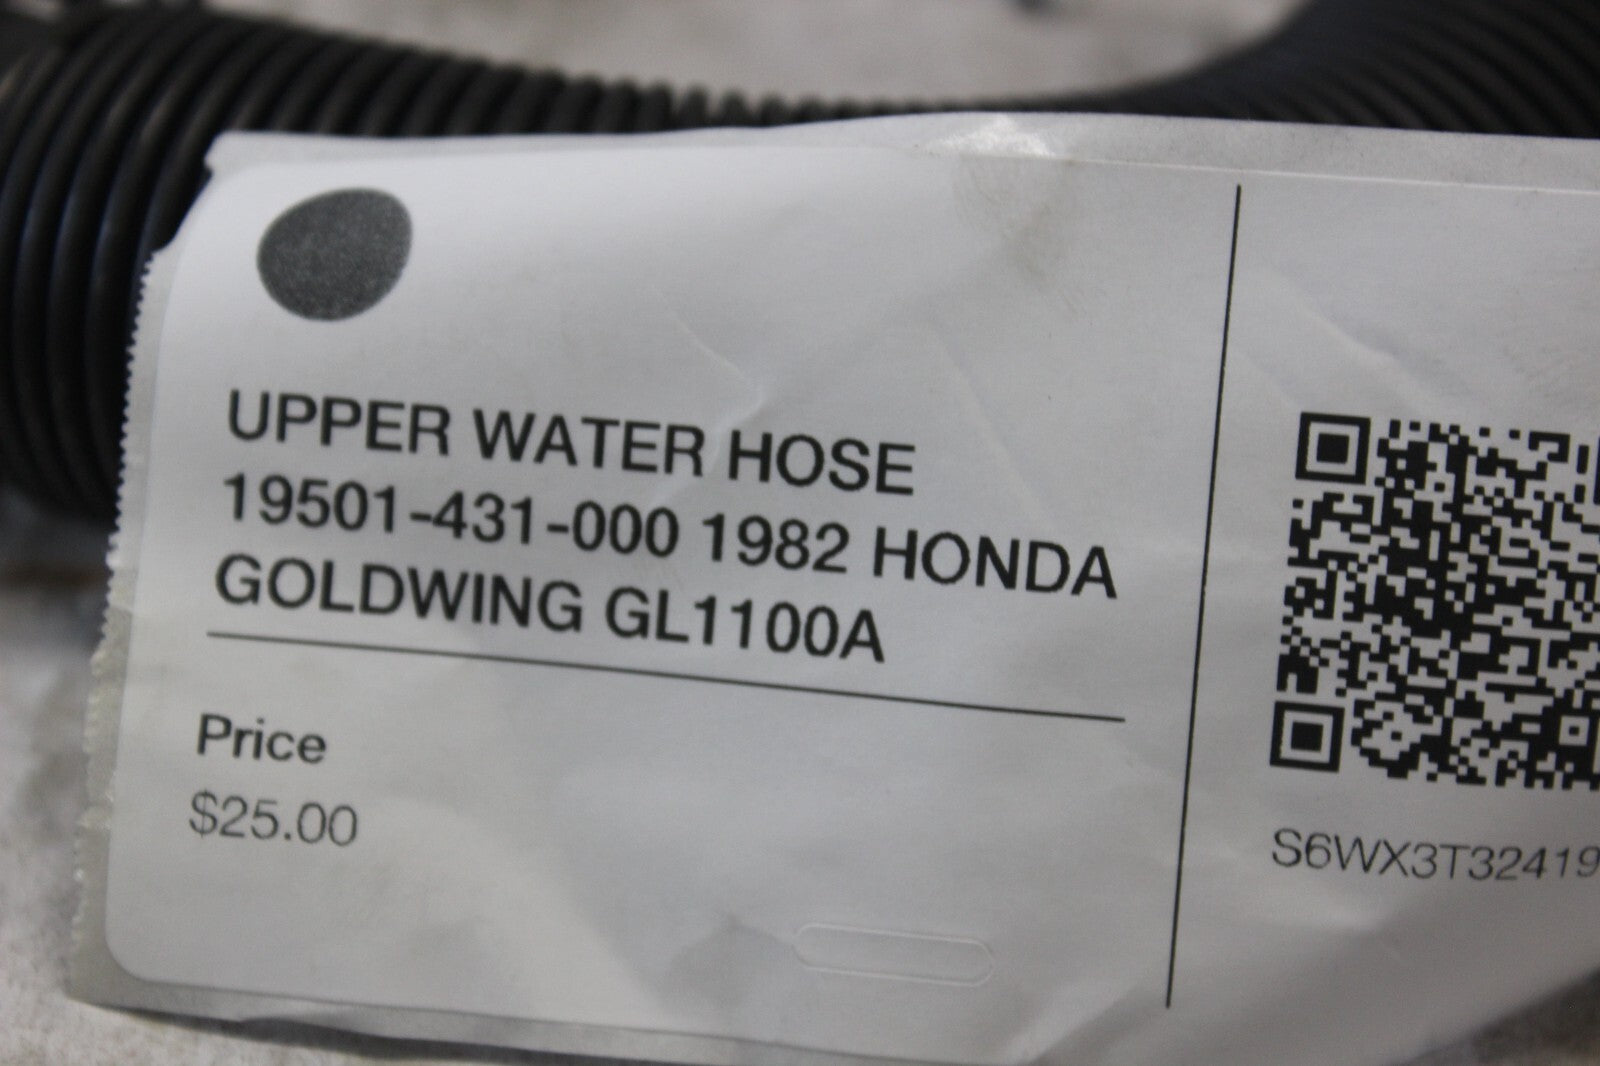 UPPER WATER HOSE
19501-431-000 1982 HONDA
GOLDWING GL1100A
Price
$25.00
S6WX3T32419